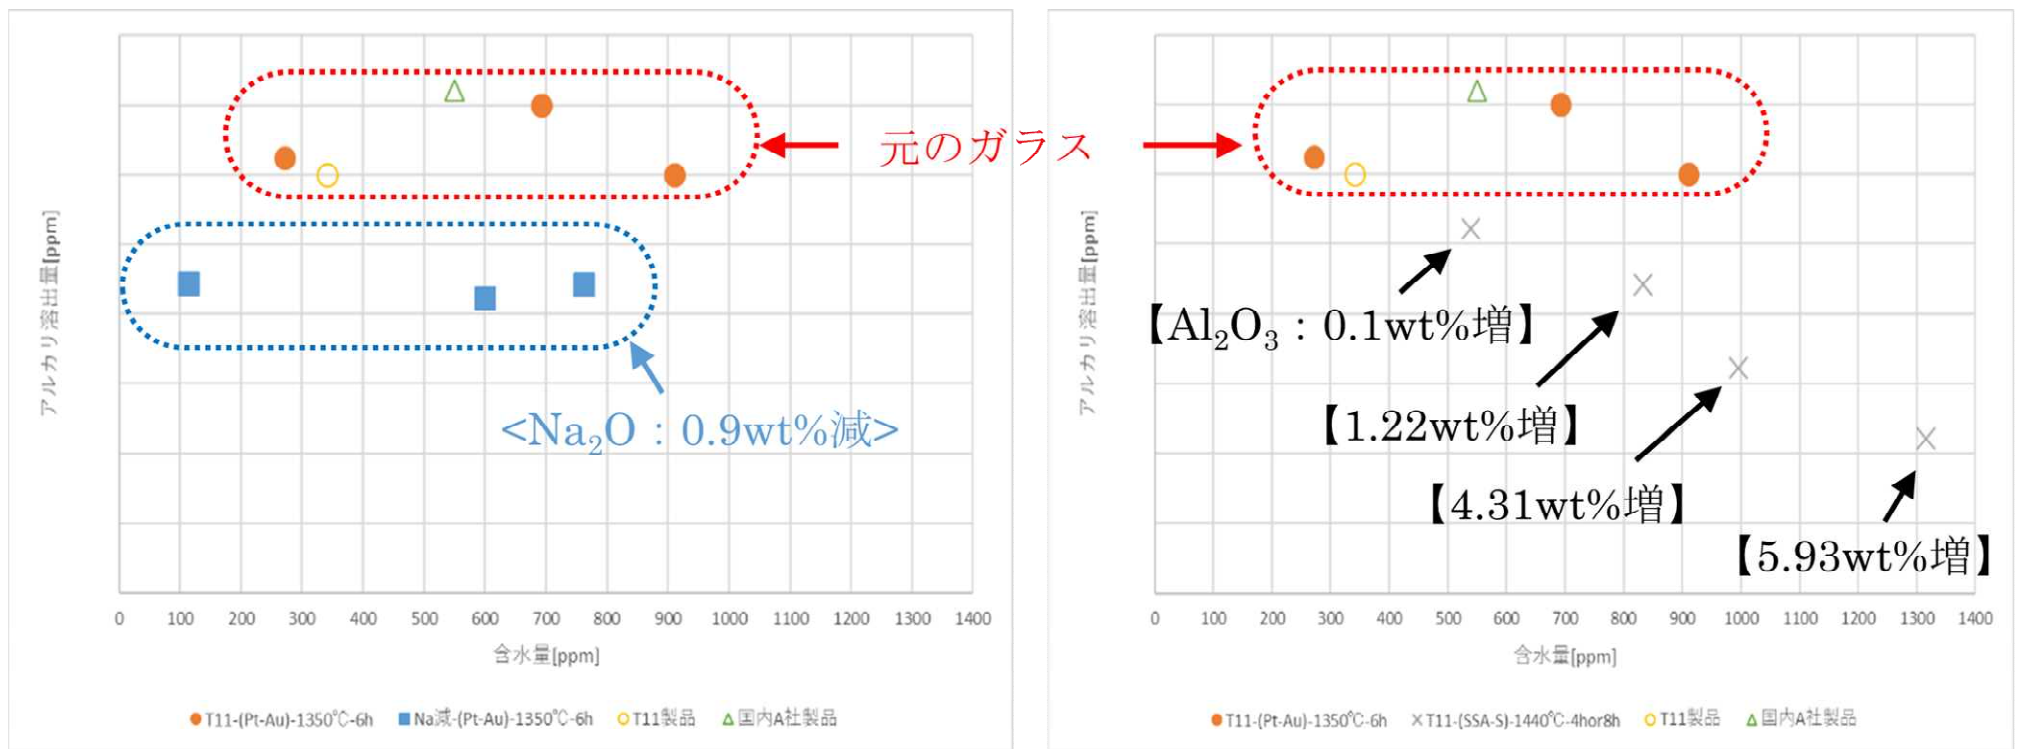 元のガラス
アルカリ溶出量[ppm]
<Na₂O：0.9wt%減>
0 100 200 300 400 500 600 700 800 900 1000 1100 1200 1300 1400
含水量[ppm]
T11-(Pt-Au)-1350℃-6h Na減-(Pt-Au)-1350℃-6h T11製品 国内A社製品
アルカリ溶出量[ppm]
【Al₂O₃：0.1wt%増】
【1.22wt%増】
【4.31wt%増】
【5.93wt%増】
0 100 200 300 400 500 600 700 800 900 1000 1100 1200 1300 1400
含水量[ppm]
T11-(Pt-Au)-1350℃-6h T11-(SSA-S)-1440℃-4hor8h T11製品 国内A社製品